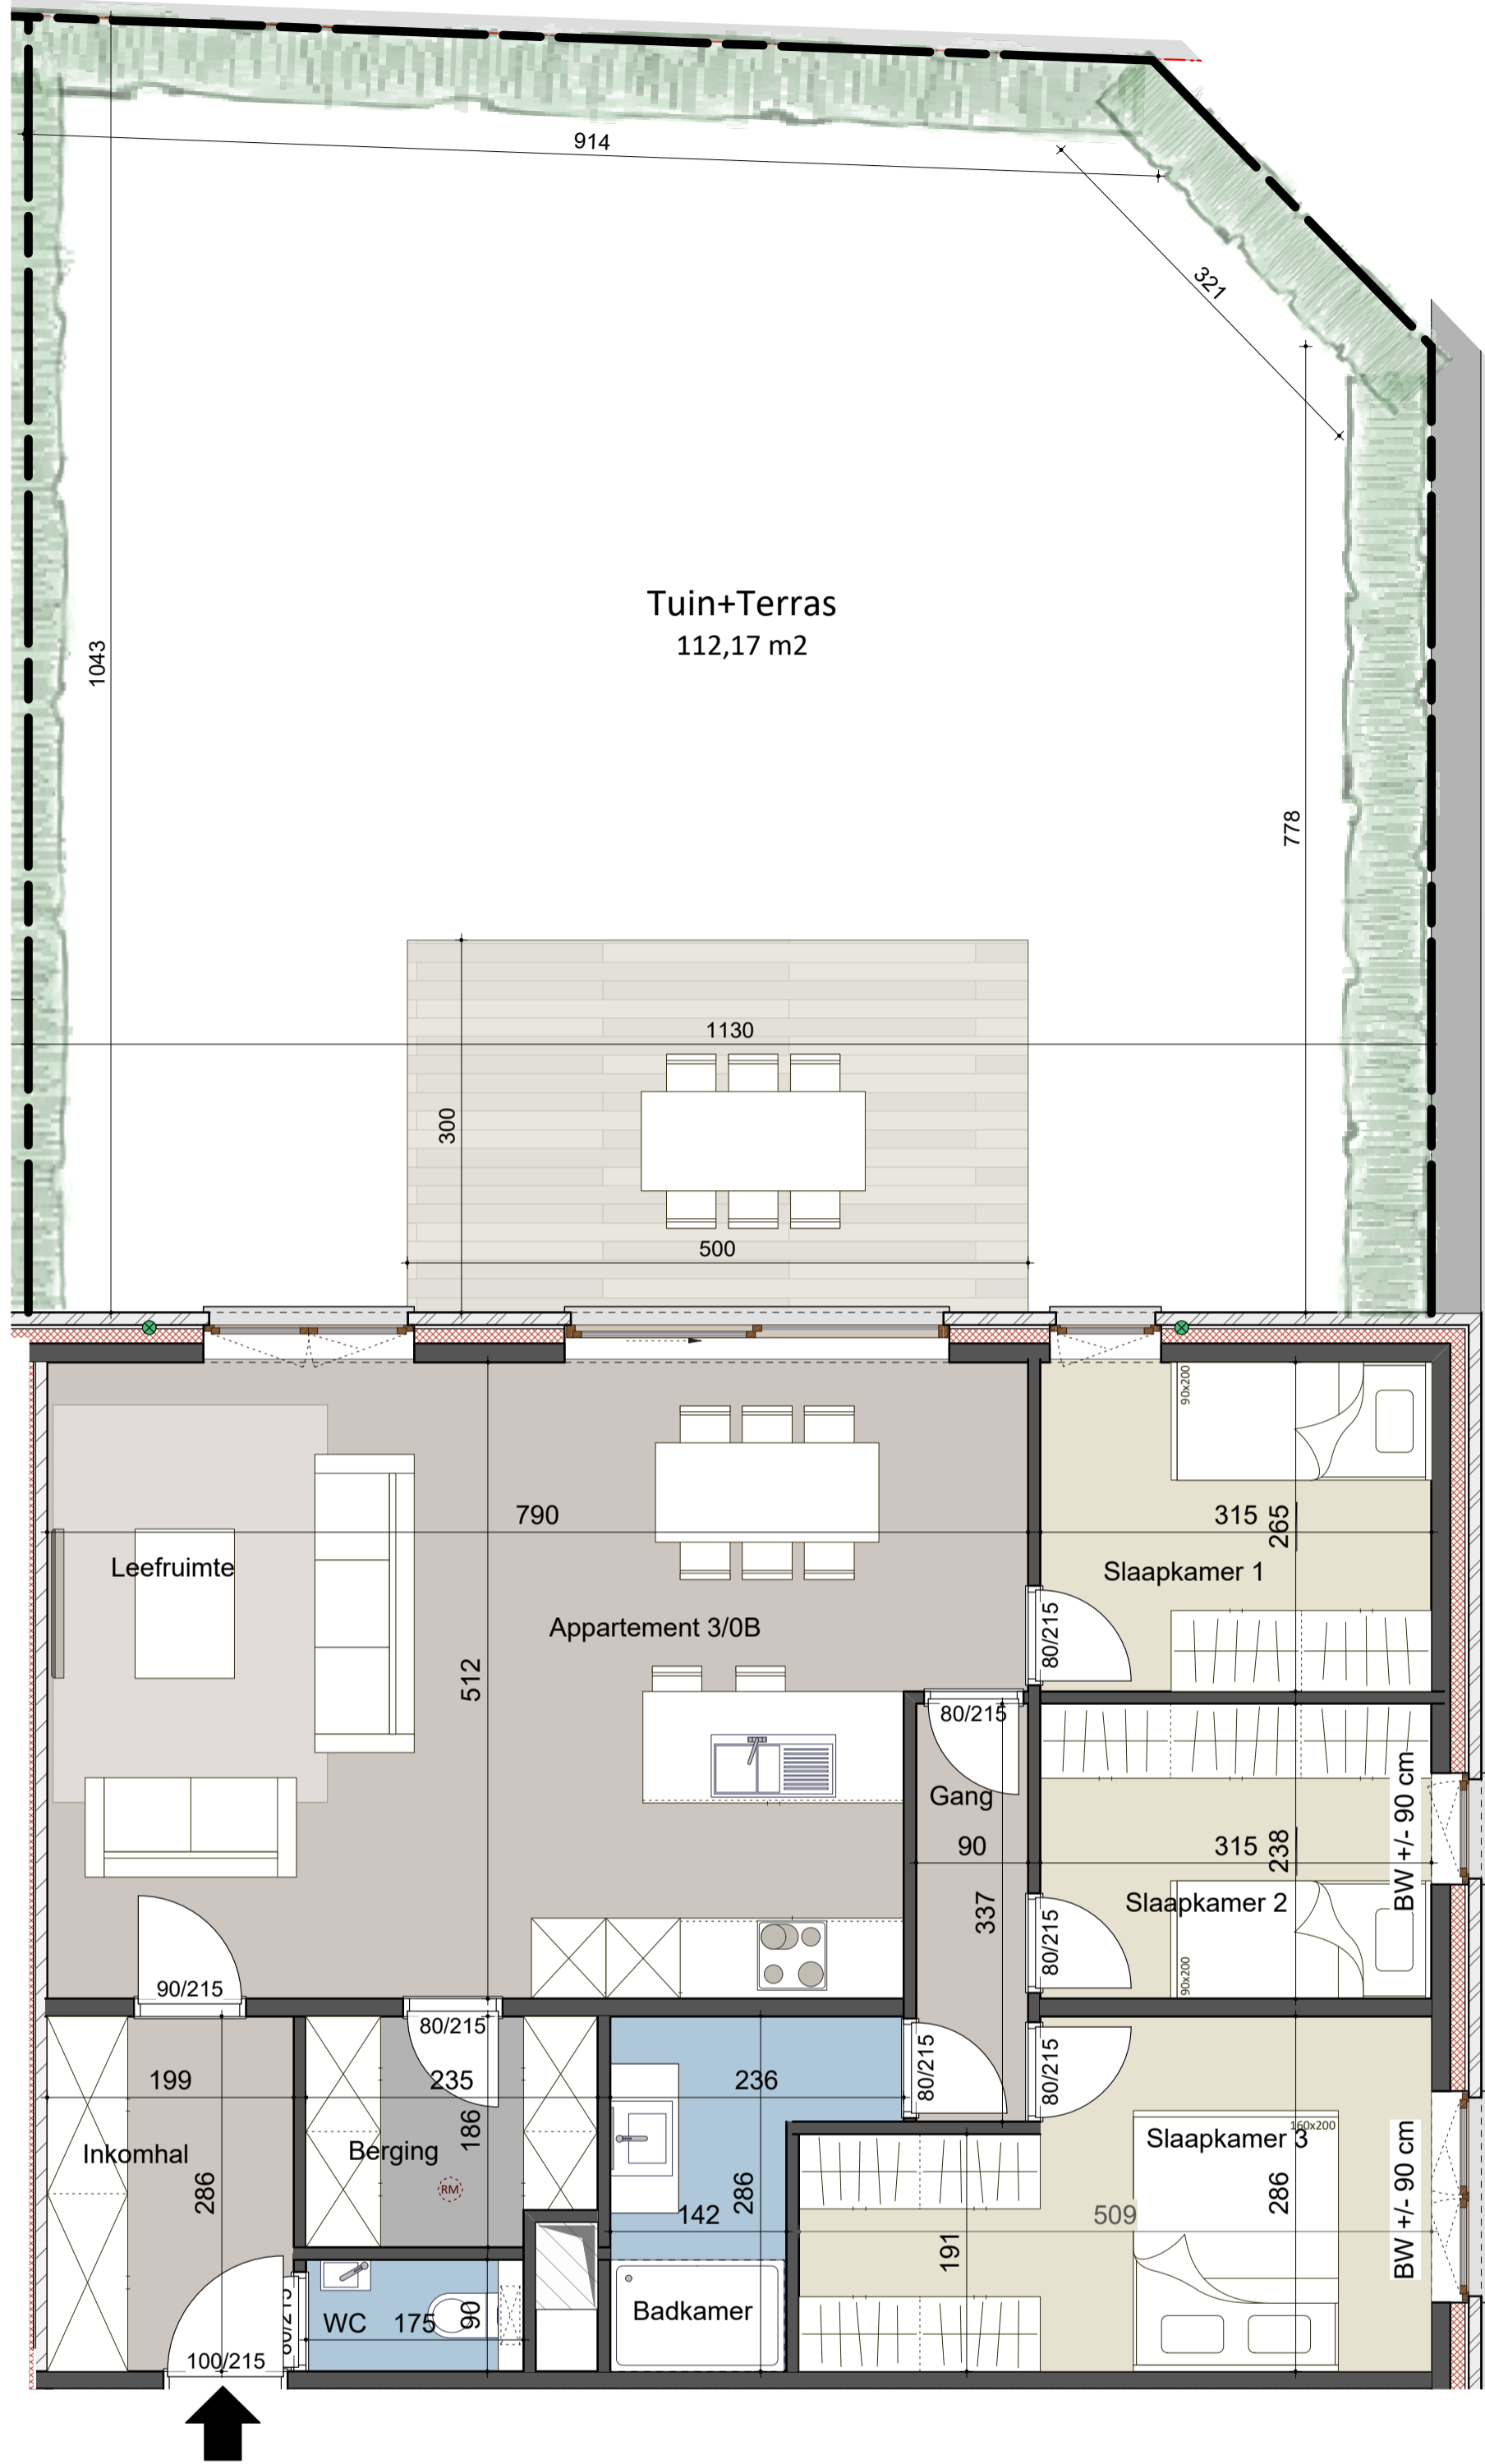 914
321
1043
Tuin+Terras
112,17 m2
778
1130
300
500
90x200
790
315
265
Leefruimte
Slaapkamer 1
Appartement 3/0B
80/215
512
80/215
Gang
BW +/- 90 cm
90
315
238
Slaapkamer 2
337
80/215
90x200
90/215
80/215
80/215
80/215
199
235
236
186
160x200
Inkomhal
Berging
Slaapkamer 3
BW +/- 90 cm
RM
286
286
286
142
509
191
80/215
WC
175
90
Badkamer
100/215